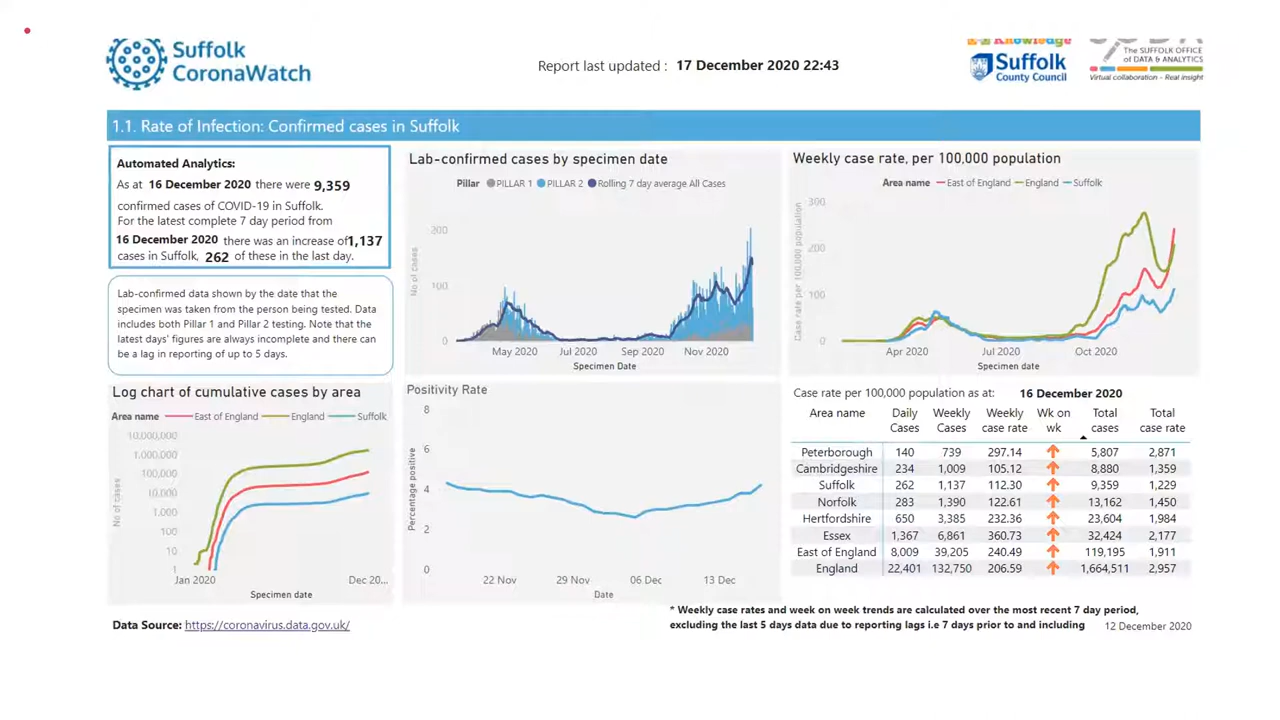 Suffolk
CoronaWatch
Report last updated : 17 December 2020 22:43
Knowledge
Suffolk
County Council
THE SUFFOLK OFFICE
of DATA & ANALYTICS
Virtual collaboration - Real insight
1.1. Rate of Infection: Confirmed cases in Suffolk
Automated Analytics:
As at 16 December 2020 there were 9,359
confirmed cases of COVID-19 in Suffolk.
For the latest complete 7 day period from
16 December 2020 there was an increase of 1,137
cases in Suffolk, 262 of these in the last day.
Lab-confirmed data shown by the date that the
specimen was taken from the person being tested. Data
includes both Pillar 1 and Pillar 2 testing. Note that the
latest days' figures are always incomplete and there can
be a lag in reporting of up to 5 days.
Lab-confirmed cases by specimen date
Pillar PILLAR 1 PILLAR 2 Rolling 7 day average All Cases
No of cases
200
100
0
May 2020 Jul 2020 Sep 2020 Nov 2020
Specimen Date
Weekly case rate, per 100,000 population
Area name East of England England Suffolk
Case rate per 100,000 population
300
200
100
0
Apr 2020 Jul 2020 Oct 2020
Specimen date
Log chart of cumulative cases by area
Area name East of England England Suffolk
No of cases
10,000,000
1,000,000
100,000
10,000
1,000
100
10
1
Jan 2020 Dec 20...
Specimen date
Positivity Rate
Percentage positive
8
6
4
2
0
22 Nov 29 Nov 06 Dec 13 Dec
Date
Case rate per 100,000 population as at: 16 December 2020
Area name Daily Cases Weekly Cases Weekly case rate Wk on wk Total cases Total case rate
Peterborough 140 739 297.14 5,807 2,871
Cambridgeshire 234 1,009 105.12 8,880 1,359
Suffolk 262 1,137 112.30 9,359 1,229
Norfolk 283 1,390 122.61 13,162 1,450
Hertfordshire 650 3,385 232.36 23,604 1,984
Essex 1,367 6,861 360.73 32,424 2,177
East of England 8,009 39,205 240.49 119,195 1,911
England 22,401 132,750 206.59 1,664,511 2,957
* Weekly case rates and week on week trends are calculated over the most recent 7 day period,
excluding the last 5 days data due to reporting lags i.e 7 days prior to and including 12 December 2020
Data Source: https://coronavirus.data.gov.uk/